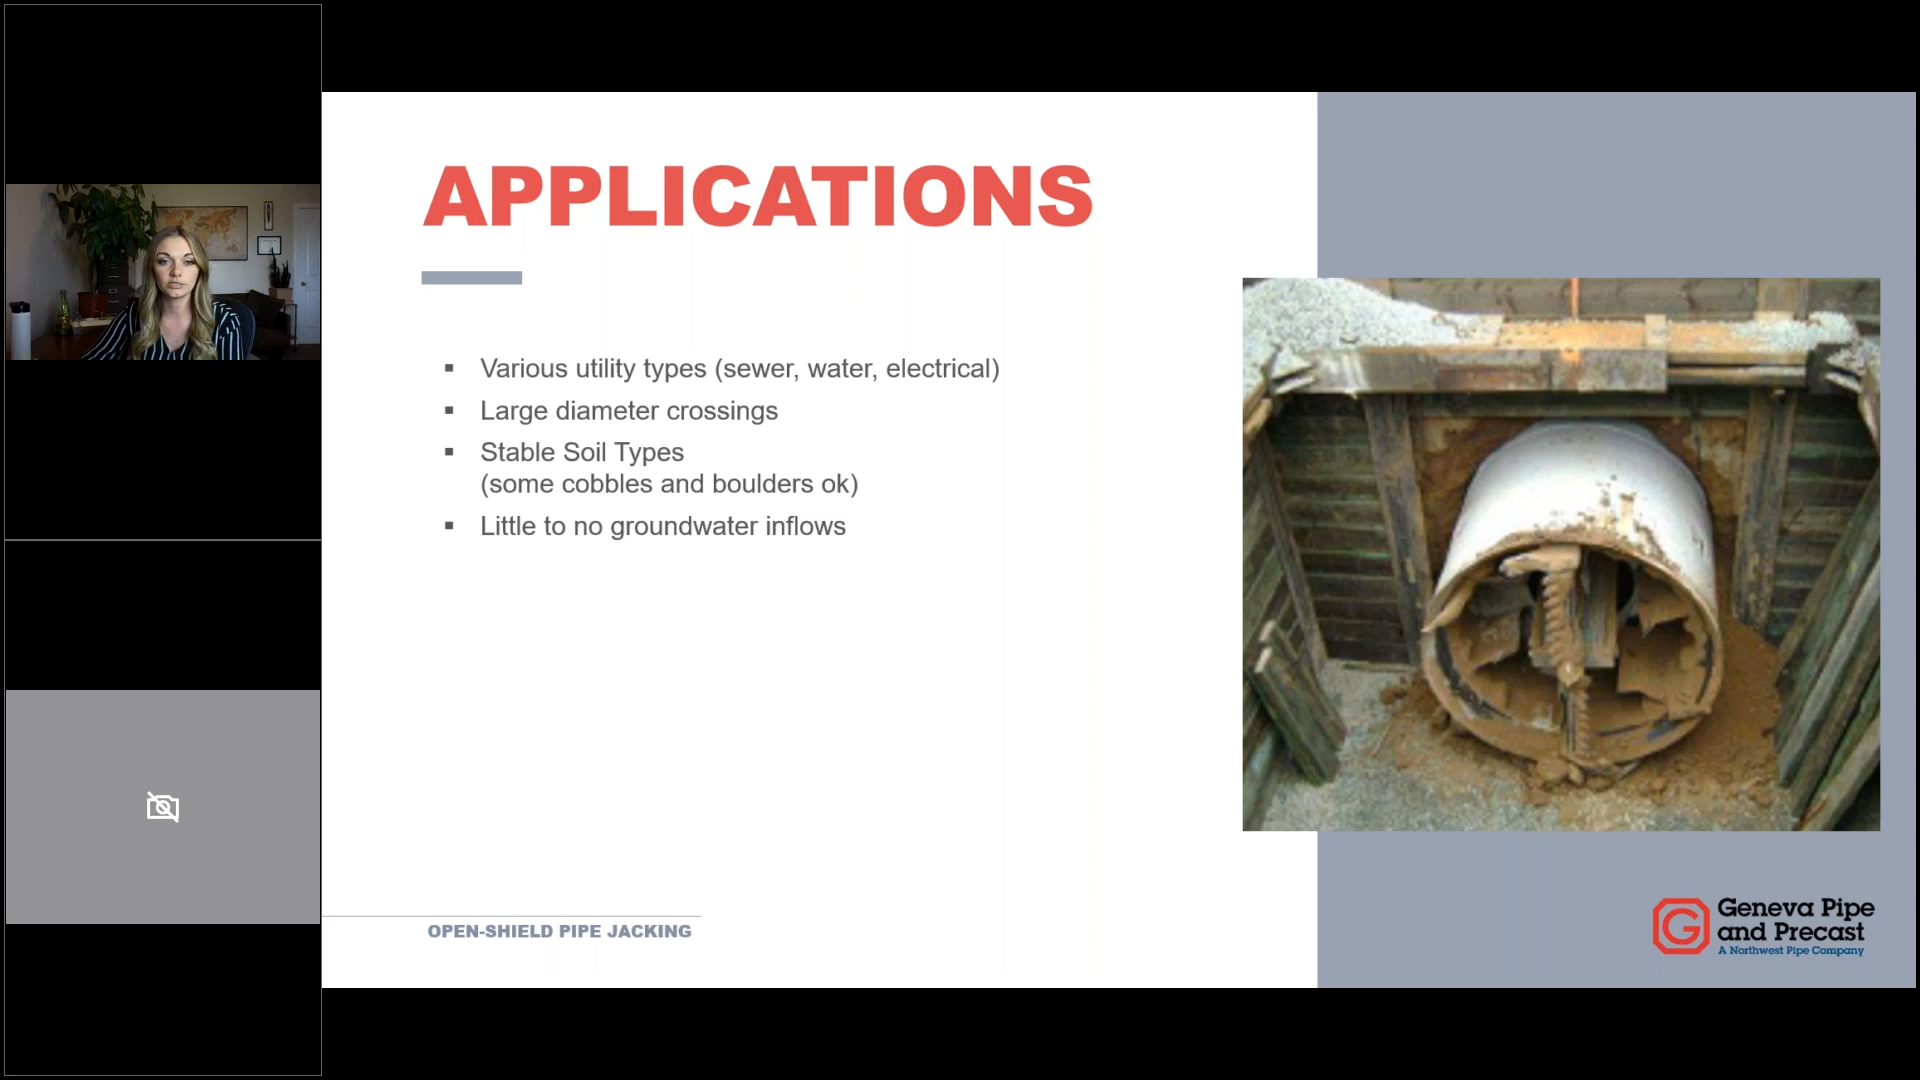 APPLICATIONS
▪ Various utility types (sewer, water, electrical)
▪ Large diameter crossings
▪ Stable Soil Types
(some cobbles and boulders ok)
▪ Little to no groundwater inflows
OPEN-SHIELD PIPE JACKING
Geneva Pipe
and Precast
A Northwest Pipe Company